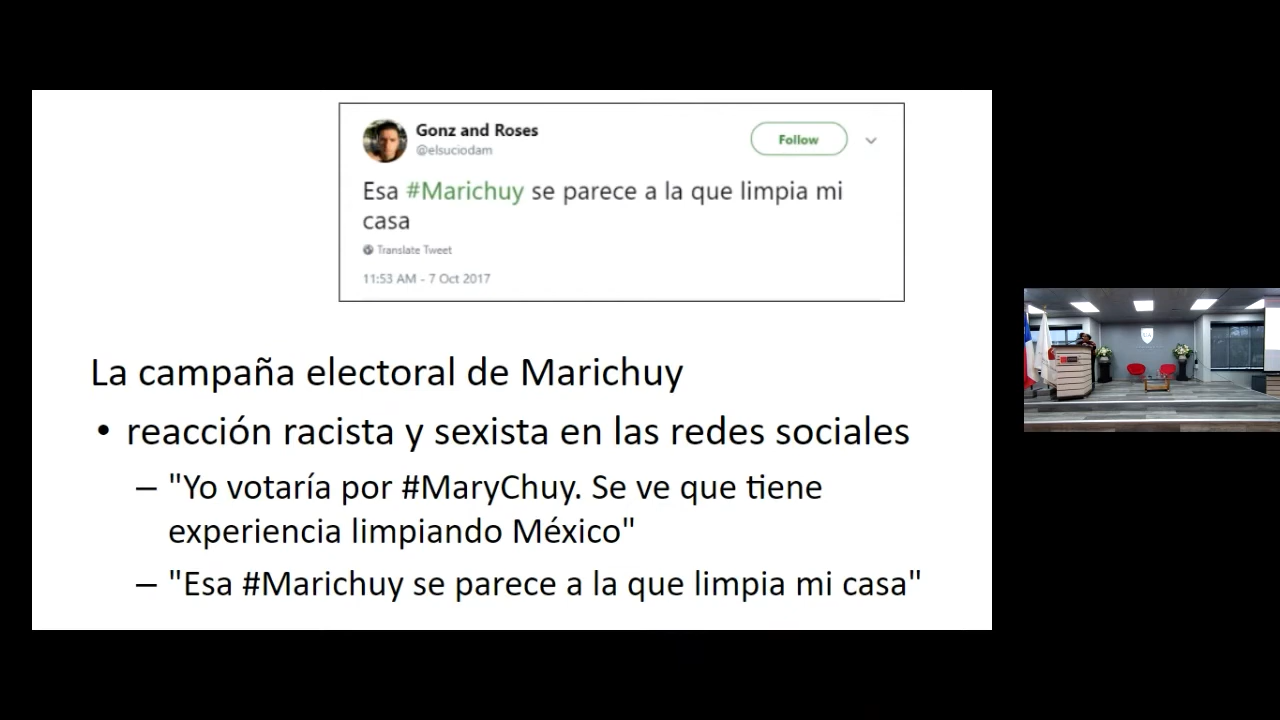 Gonz and Roses
@elsuciodam
Follow
Esa #Marichuy se parece a la que limpia mi
casa
Translate Tweet
11:53 AM - 7 Oct 2017
La campaña electoral de Marichuy
• reacción racista y sexista en las redes sociales
– "Yo votaría por #MaryChuy. Se ve que tiene
experiencia limpiando México"
– "Esa #Marichuy se parece a la que limpia mi casa"